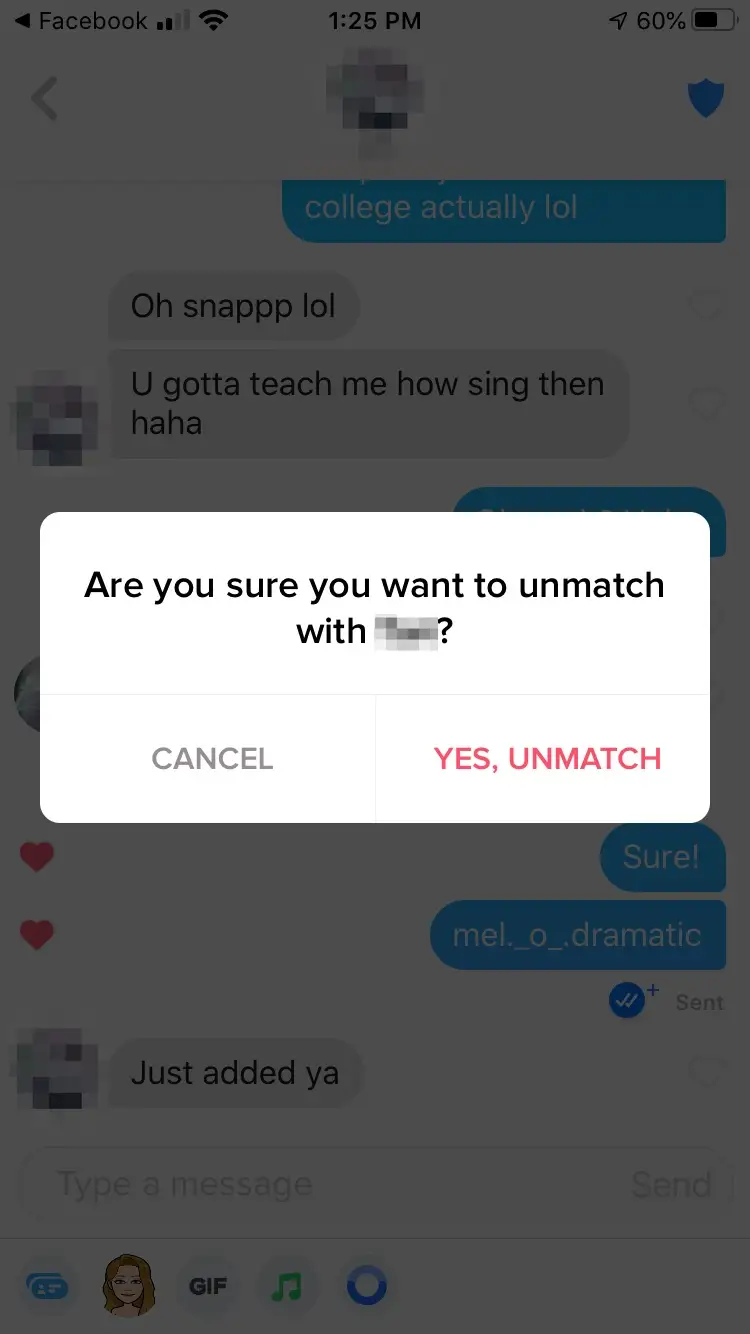 Facebook
1:25 PM
60%
college actually lol
Oh snappp lol
U gotta teach me how sing then
haha
Are you sure you want to unmatch
with ?
CANCEL
YES, UNMATCH
Sure!
mel._o_.dramatic
Sent
Just added ya
Type a message
Send
GIF